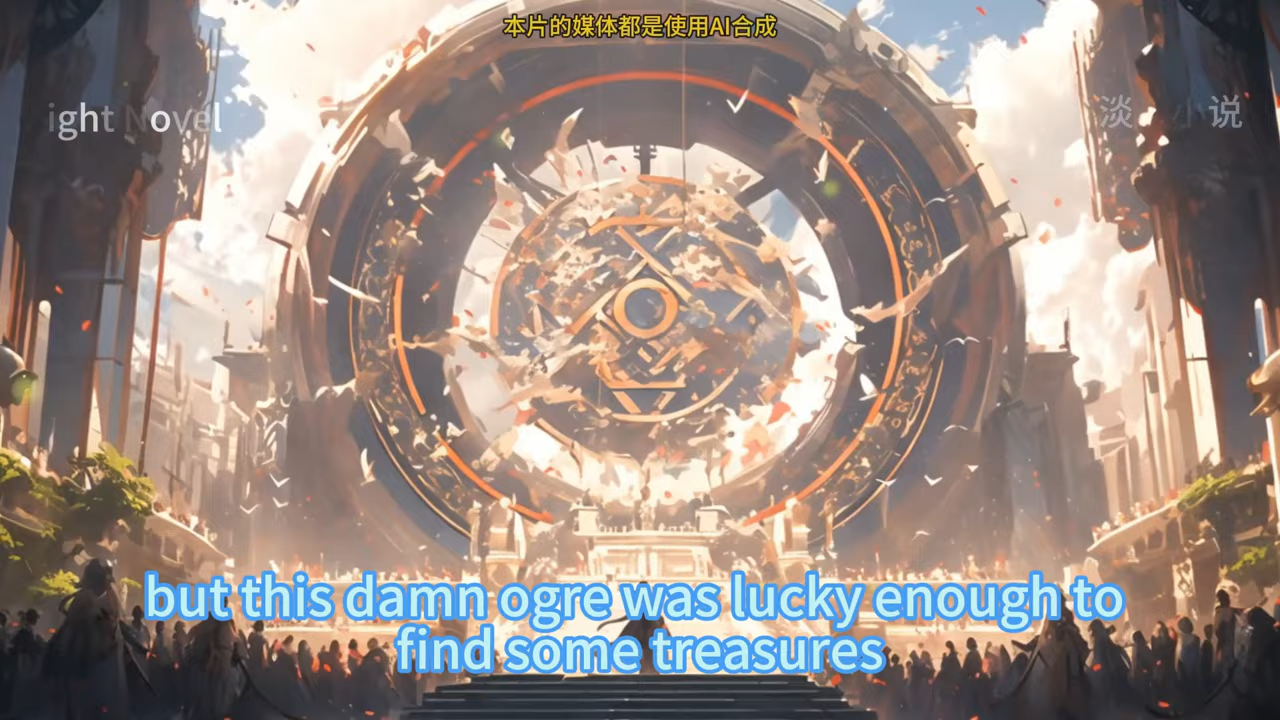 本片的媒体都是使用AI合成
ight Novel
淡 小说
but this damn ogre was lucky enough to
find some treasures